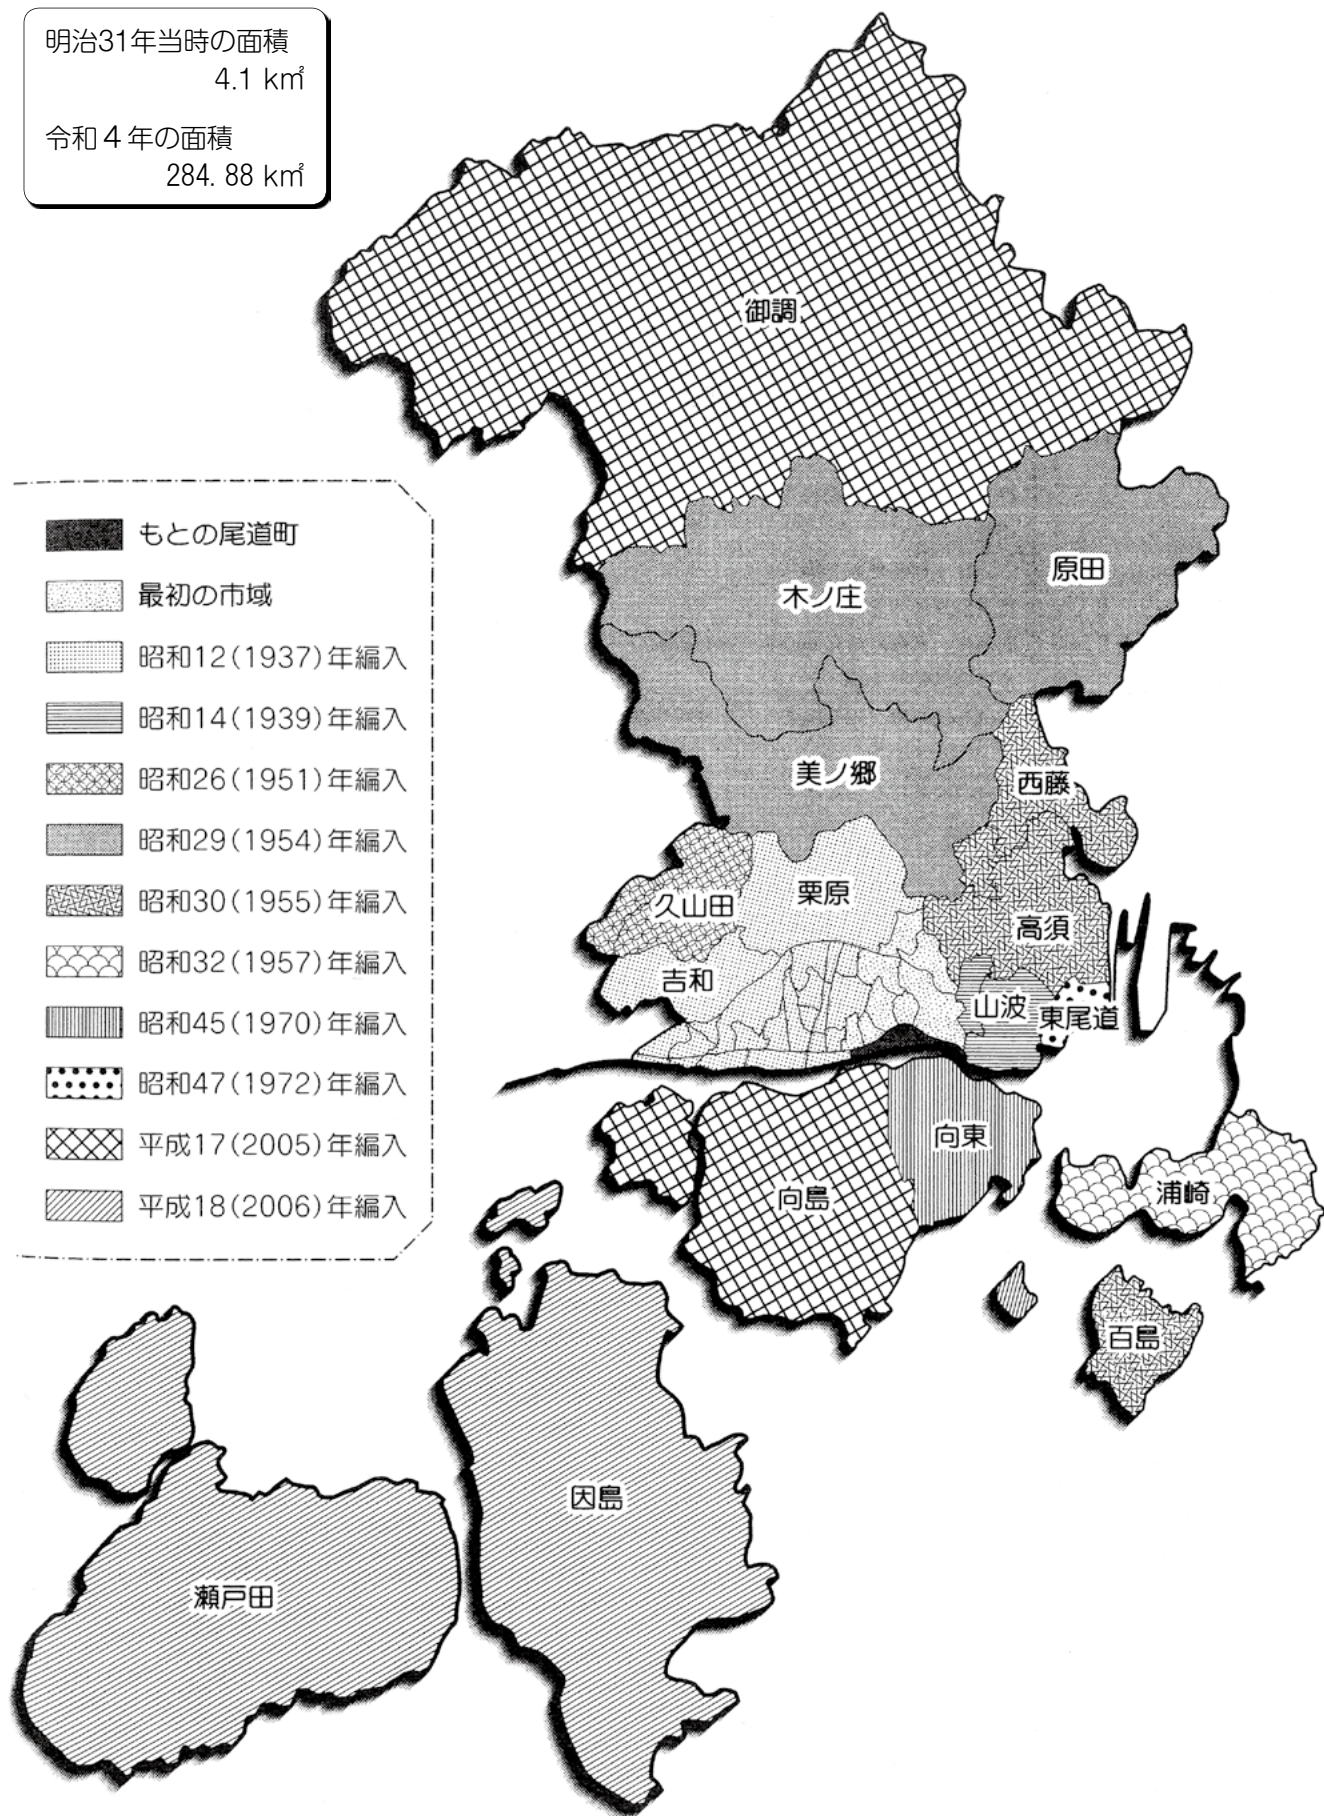 明治31年当時の面積
4.1 k㎡
令和４年の面積
284.88 k㎡
御調
もとの尾道町
最初の市域
昭和12(1937)年編入
昭和14(1939)年編入
昭和26(1951)年編入
昭和29(1954)年編入
昭和30(1955)年編入
昭和32(1957)年編入
昭和45(1970)年編入
昭和47(1972)年編入
平成17(2005)年編入
平成18(2006)年編入
原田
木ノ庄
美ノ郷
西藤
栗原
久山田
高須
吉和
山波
東尾道
向東
向島
浦崎
百島
因島
瀬戸田